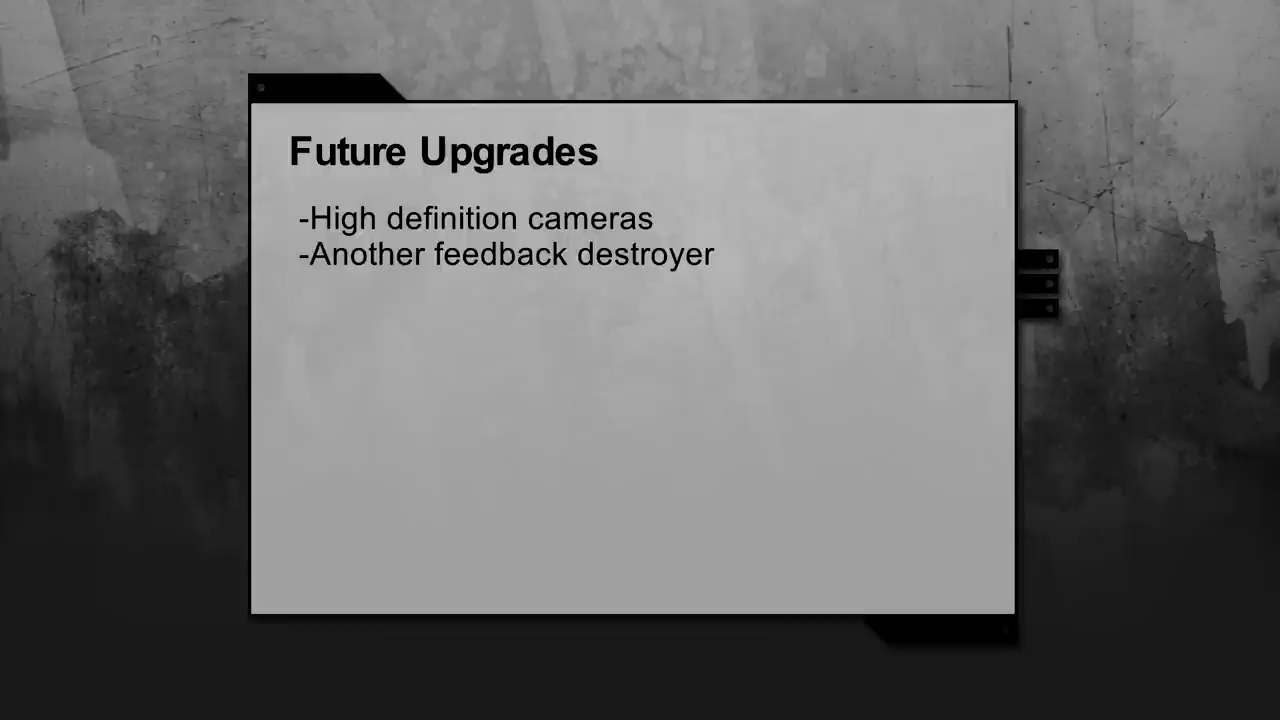 Future Upgrades
-High definition cameras
-Another feedback destroyer